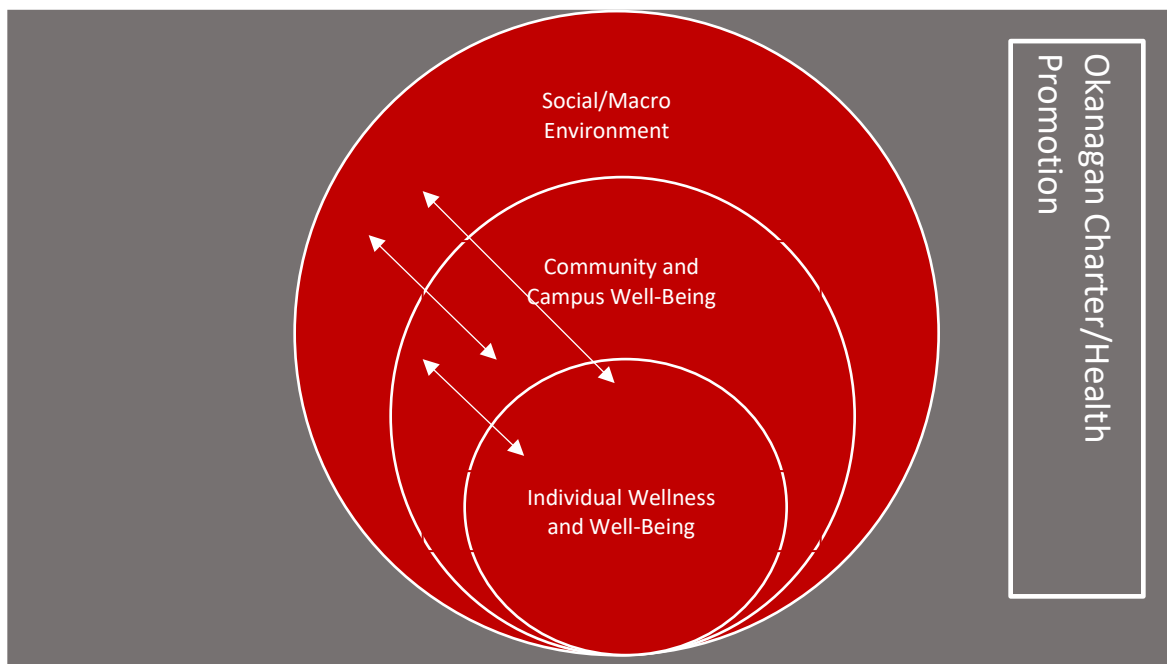 Social/Macro
Environment
Community and
Campus Well-Being
Individual Wellness
and Well-Being
Okanagan Charter/Health
Promotion